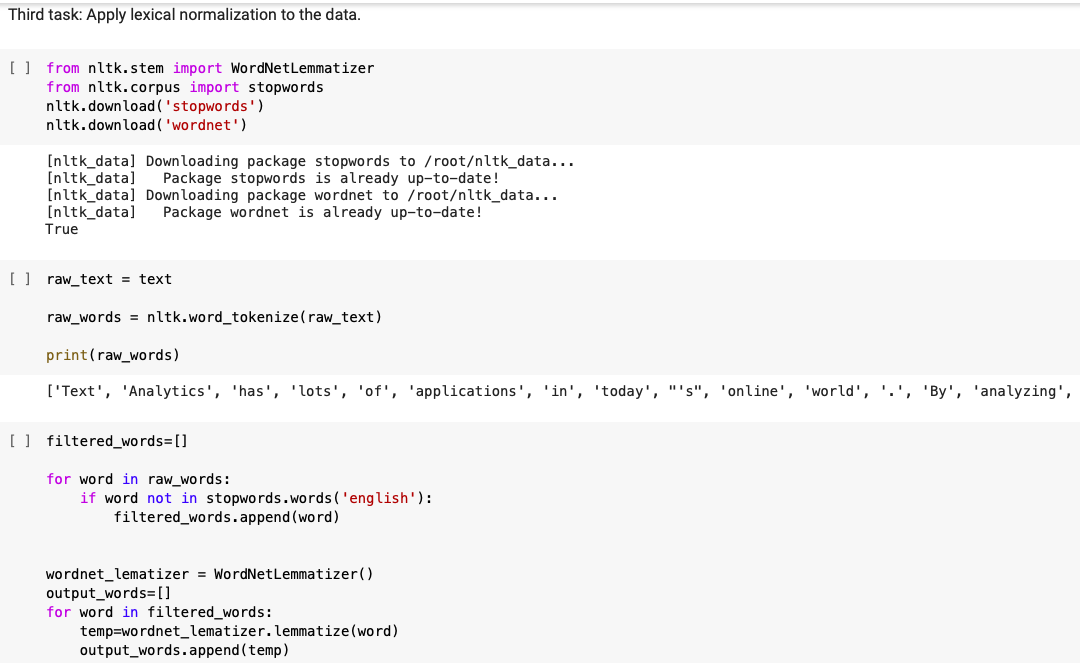 Third task: Apply lexical normalization to the data.
[ ] from nltk.stem import WordNetLemmatizer
from nltk.corpus import stopwords
nltk.download('stopwords')
nltk.download('wordnet')
[nltk_data] Downloading package stopwords to /root/nltk_data...
[nltk_data]   Package stopwords is already up-to-date!
[nltk_data] Downloading package wordnet to /root/nltk_data...
[nltk_data]   Package wordnet is already up-to-date!
True
[ ] raw_text = text
raw_words = nltk.word_tokenize(raw_text)
print(raw_words)
['Text', 'Analytics', 'has', 'lots', 'of', 'applications', 'in', 'today', "'s", 'online', 'world', '.', 'By', 'analyzing',
[ ] filtered_words=[]
for word in raw_words:
    if word not in stopwords.words('english'):
        filtered_words.append(word)
wordnet_lematizer = WordNetLemmatizer()
output_words=[]
for word in filtered_words:
    temp=wordnet_lematizer.lemmatize(word)
    output_words.append(temp)